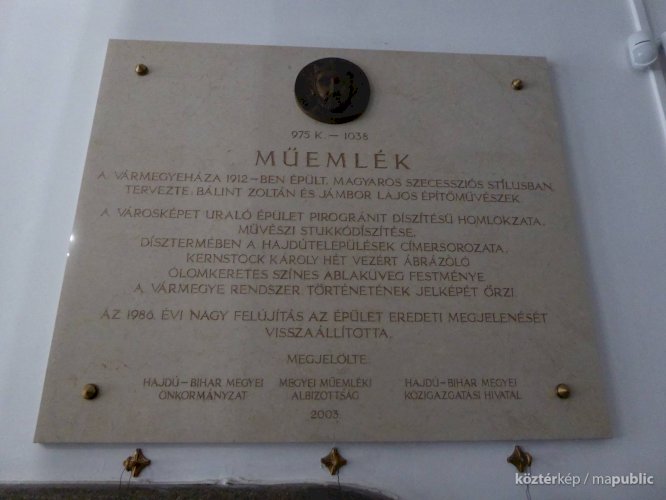 975 K. – 1038
MŰEMLÉK
A VÁRMEGYEHÁZA 1912–BEN ÉPÜLT, MAGYAROS SZECESSZIÓS STÍLUSBAN.
TERVEZTE: BÁLINT ZOLTÁN ÉS JÁMBOR LAJOS ÉPÍTŐMŰVÉSZEK.
A VÁROSKÉPET URALÓ ÉPÜLET PIROGRÁNIT DÍSZÍTÉSŰ HOMLOKZATA,
MŰVÉSZI STUKKÓDÍSZÍTÉSE,
DÍSZTERMÉBEN A HAJDÚTELEPÜLÉSEK CÍMERSOROZATA,
KERNSTOCK KÁROLY HÉT VEZÉRT ÁBRÁZOLÓ
ÓLOMKERETES SZÍNES ABLAKÜVEG FESTMÉNYE
A VÁRMEGYE RENDSZER TÖRTÉNETÉNEK JELKÉPÉT ŐRZI.
AZ 1986. ÉVI NAGY FELÚJÍTÁS AZ ÉPÜLET EREDETI MEGJELENÉSÉT
VISSZAÁLLÍTOTTA.
MEGJELÖLTE:
HAJDÚ–BIHAR MEGYEI MEGYEI MŰEMLÉKI HAJDÚ–BIHAR MEGYEI
ÖNKORMÁNYZAT ALBIZOTTSÁG KÖZIGAZGATÁSI HIVATAL
2003
köztérkép / mapublic